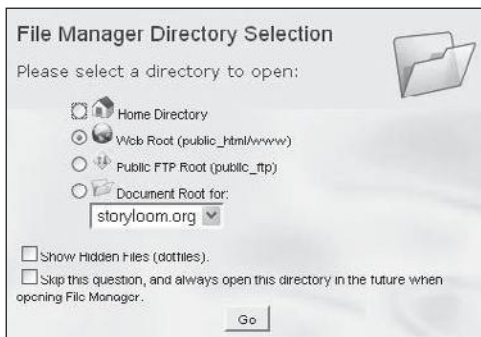 File Manager Directory Selection
Please select a directory to open:
Home Directory
Web Root (public_html/www)
Public FTP Root (public_ftp)
Document Root for:
storyloom.org
Show Hidden Files (dotfiles).
Skip this question, and always open this directory in the future when
opening File Manager.
Go